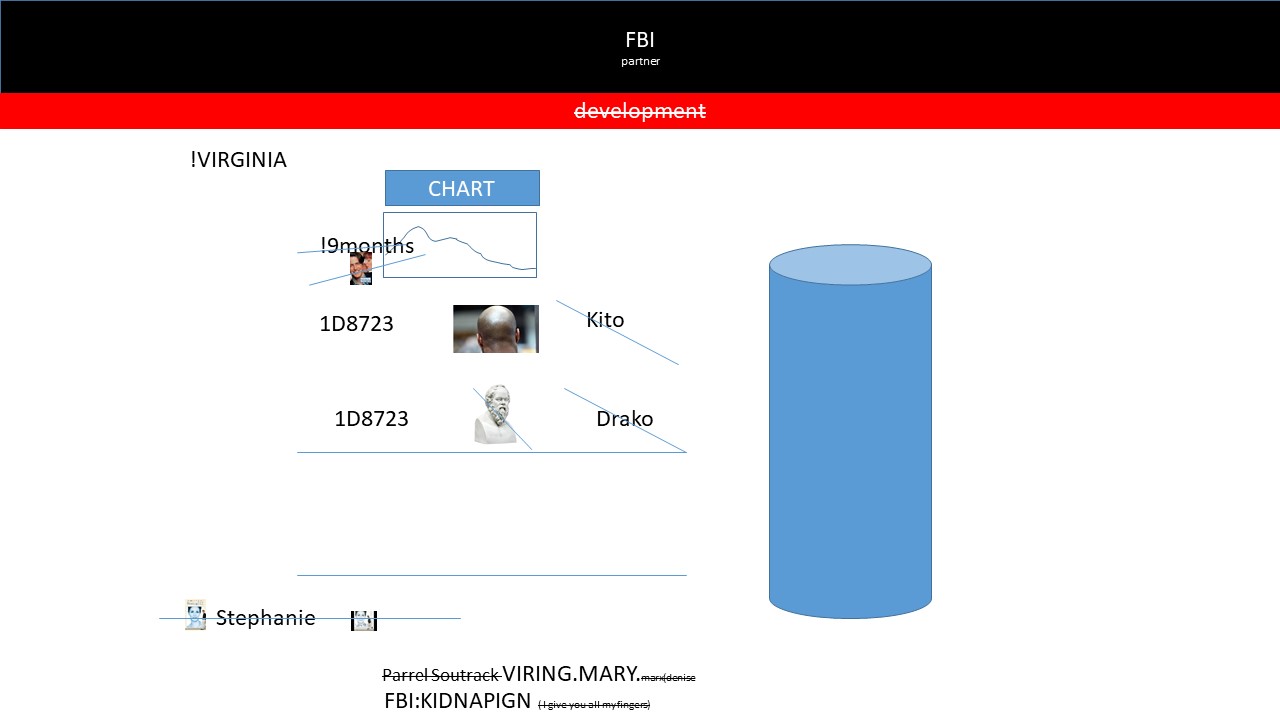 FBI
partner
development
!VIRGINIA
CHART
!9months
1D8723
Kito
1D8723
Drako
Stephanie
Parrel Soutrack VIRING.MARY.marx(denise
FBI:KIDNAPIGN (I give you all my fingers)